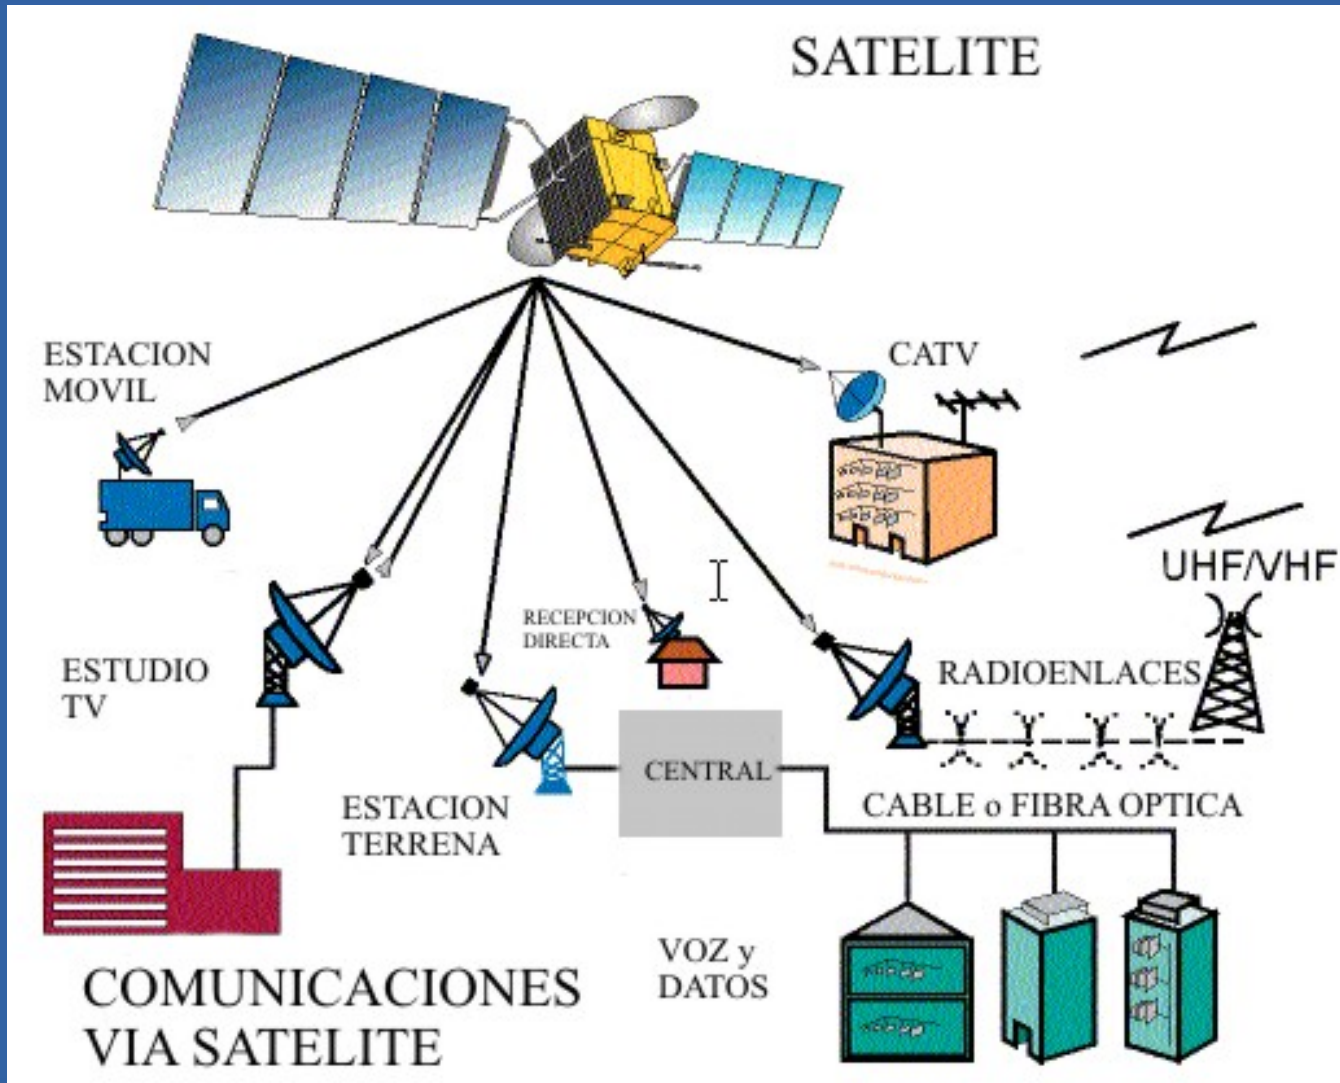 SATELITE
ESTACION
MOVIL
CATV
UHF/VHF
RECEPCION
DIRECTA
ESTUDIO
TV
RADIOENLACES
CENTRAL
ESTACION
TERRENA
CABLE o FIBRA OPTICA
VOZ y
DATOS
COMUNICACIONES
VIA SATELITE